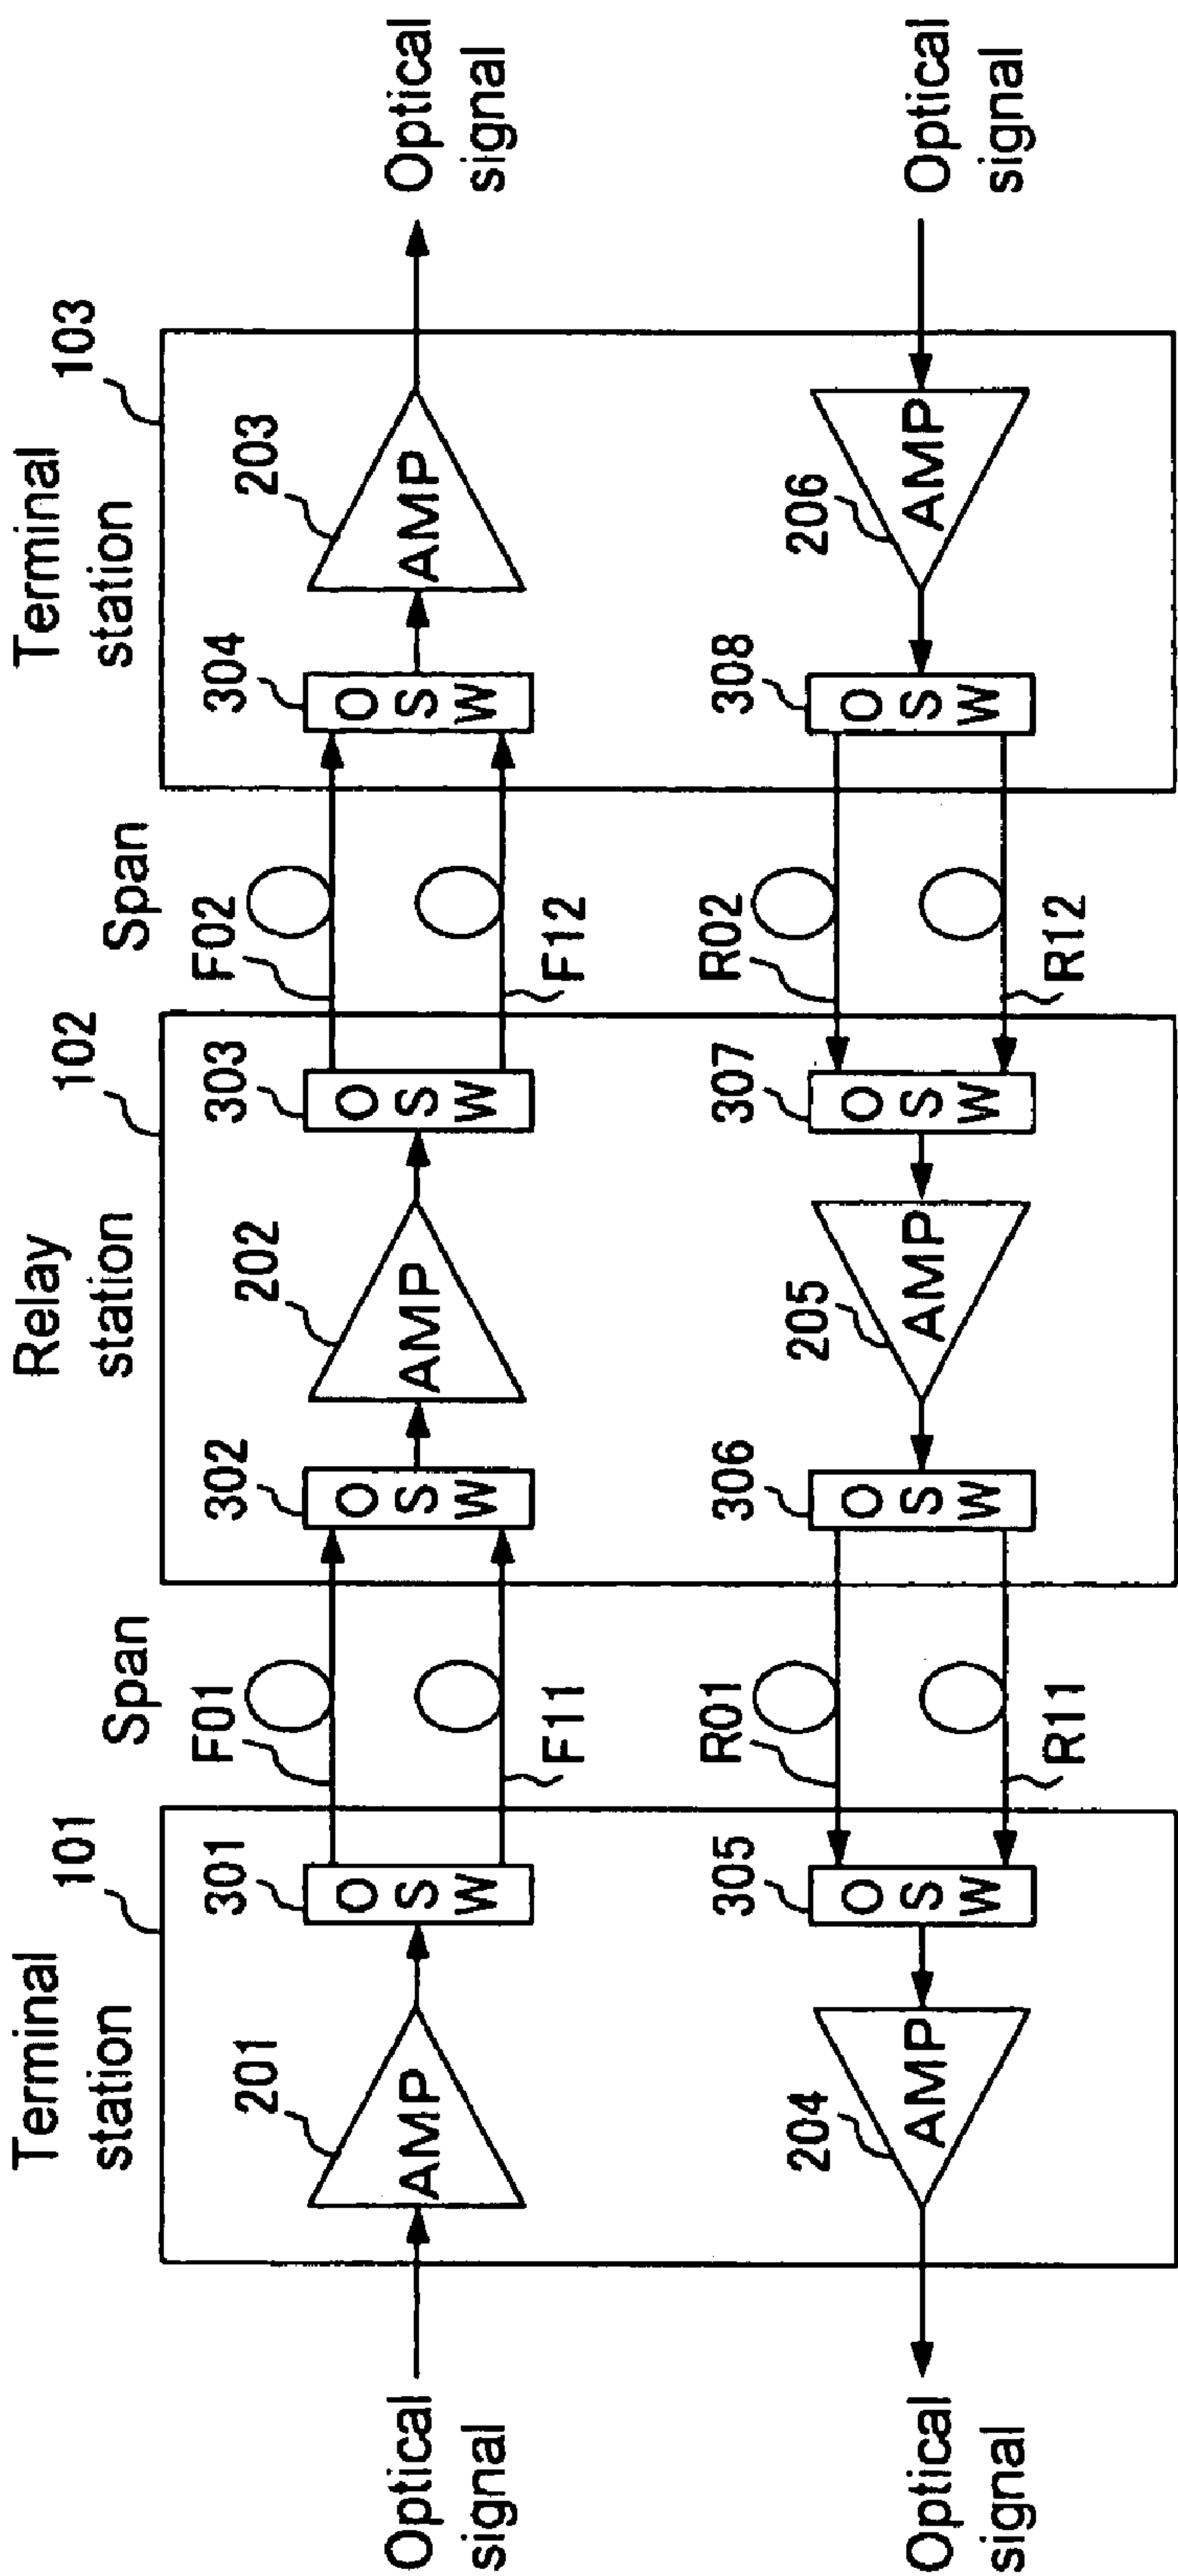 Terminal
station
Relay
station
Terminal
station
101
Span
102
Span
103
201
301
F01
302
202
303
F02
304
203
Optical
signal
AMP
O
S
W
O
S
W
AMP
O
S
W
O
S
W
AMP
Optical
signal
F11
F12
204
305
R01
306
205
307
R02
308
206
Optical
signal
AMP
O
S
W
O
S
W
AMP
O
S
W
O
S
W
AMP
Optical
signal
R11
R12